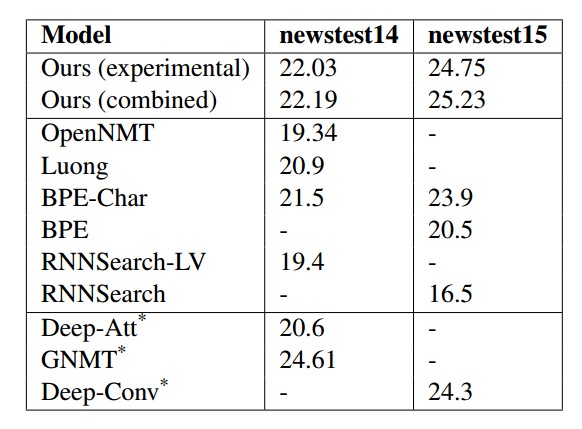 Model newstest14 newstest15
Ours (experimental) 22.03 24.75
Ours (combined) 22.19 25.23
OpenNMT 19.34 -
Luong 20.9 -
BPE-Char 21.5 23.9
BPE - 20.5
RNNSearch-LV 19.4 -
RNNSearch - 16.5
Deep-Att* 20.6 -
GNMT* 24.61 -
Deep-Conv* - 24.3